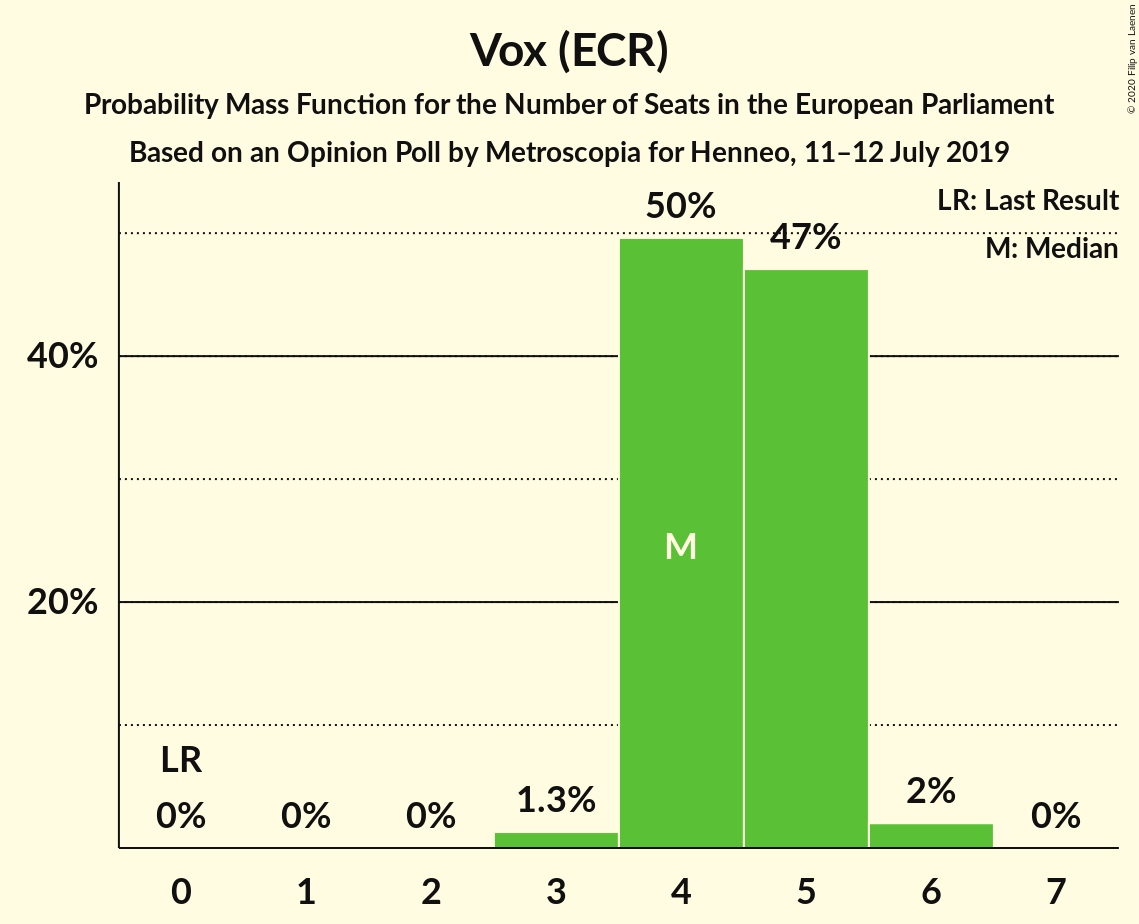 Vox (ECR)
Probability Mass Function for the Number of Seats in the European Parliament
Based on an Opinion Poll by Metroscopia for Henneo, 11–12 July 2019
© 2020 Filip van Laenen
LR: Last Result
M: Median
50%
47%
40%
M
20%
LR
0%
0%
0%
1.3%
2%
0%
0 1 2 3 4 5 6 7